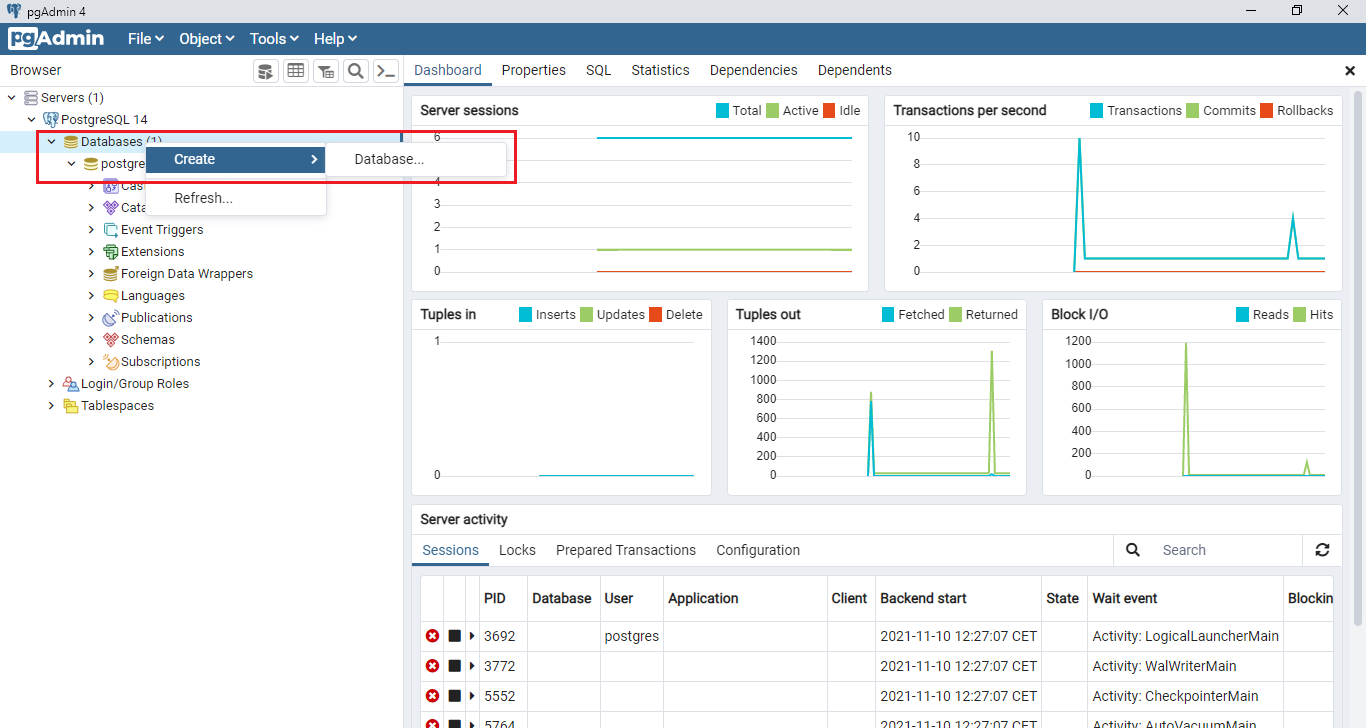 pgAdmin 4
pgAdmin File Object Tools Help
Browser
Dashboard Properties SQL Statistics Dependencies Dependents
Servers (1)
PostgreSQL 14
Databases (1)
Create
Database...
Refresh...
Event Triggers
Extensions
Foreign Data Wrappers
Languages
Publications
Schemas
Subscriptions
Login/Group Roles
Tablespaces
Server sessions Total Active Idle
6
3
2
1
0
Transactions per second Transactions Commits Rollbacks
10
8
6
4
2
0
Tuples in Inserts Updates Delete
1
0
Tuples out Fetched Returned
1400
1200
1000
800
600
400
200
0
Block I/O Reads Hits
1200
1000
800
600
400
200
0
Server activity
Sessions Locks Prepared Transactions Configuration Search
PID Database User Application Client Backend start State Wait event Blockin
3692 postgres 2021-11-10 12:27:07 CET Activity: LogicalLauncherMain
3772 2021-11-10 12:27:07 CET Activity: WalWriterMain
5552 2021-11-10 12:27:07 CET Activity: CheckpointerMain
5764 2021-11-10 12:27:07 CET Activity: AutoVacuumMain